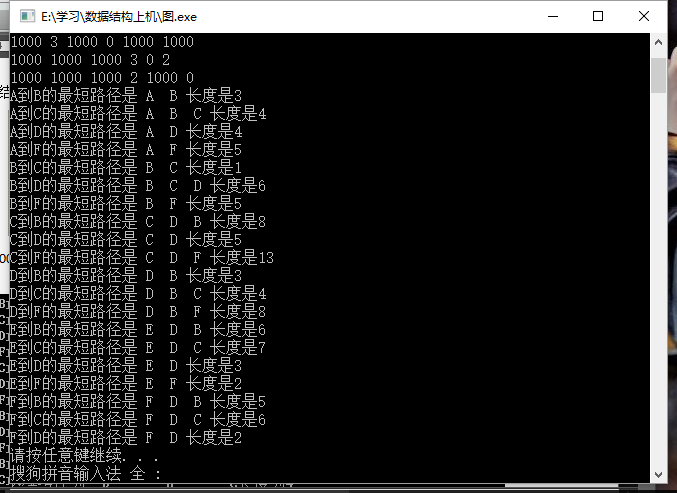 E:\学习\数据结构上机\图.exe
1000 3 1000 0 1000 1000
1000 1000 1000 3 0 2
1000 1000 1000 2 1000 0
A到B的最短路径是 A  B 长度是3
A到C的最短路径是 A  B  C 长度是4
A到D的最短路径是 A  D 长度是4
A到F的最短路径是 A  F 长度是5
B到C的最短路径是 B  C 长度是1
B到D的最短路径是 B  C  D 长度是6
B到F的最短路径是 B  F 长度是5
C到B的最短路径是 C  D  B 长度是8
C到D的最短路径是 C  D 长度是5
C到F的最短路径是 C  D  F 长度是13
D到B的最短路径是 D  B 长度是3
D到C的最短路径是 D  B  C 长度是4
D到F的最短路径是 D  B  F 长度是8
E到B的最短路径是 E  D  B 长度是6
E到C的最短路径是 E  D  C 长度是7
E到D的最短路径是 E  D 长度是3
E到F的最短路径是 E  F 长度是2
F到B的最短路径是 F  D  B 长度是5
F到C的最短路径是 F  D  C 长度是6
F到D的最短路径是 F  D 长度是2
请按任意键继续. . .
搜狗拼音输入法 全 :